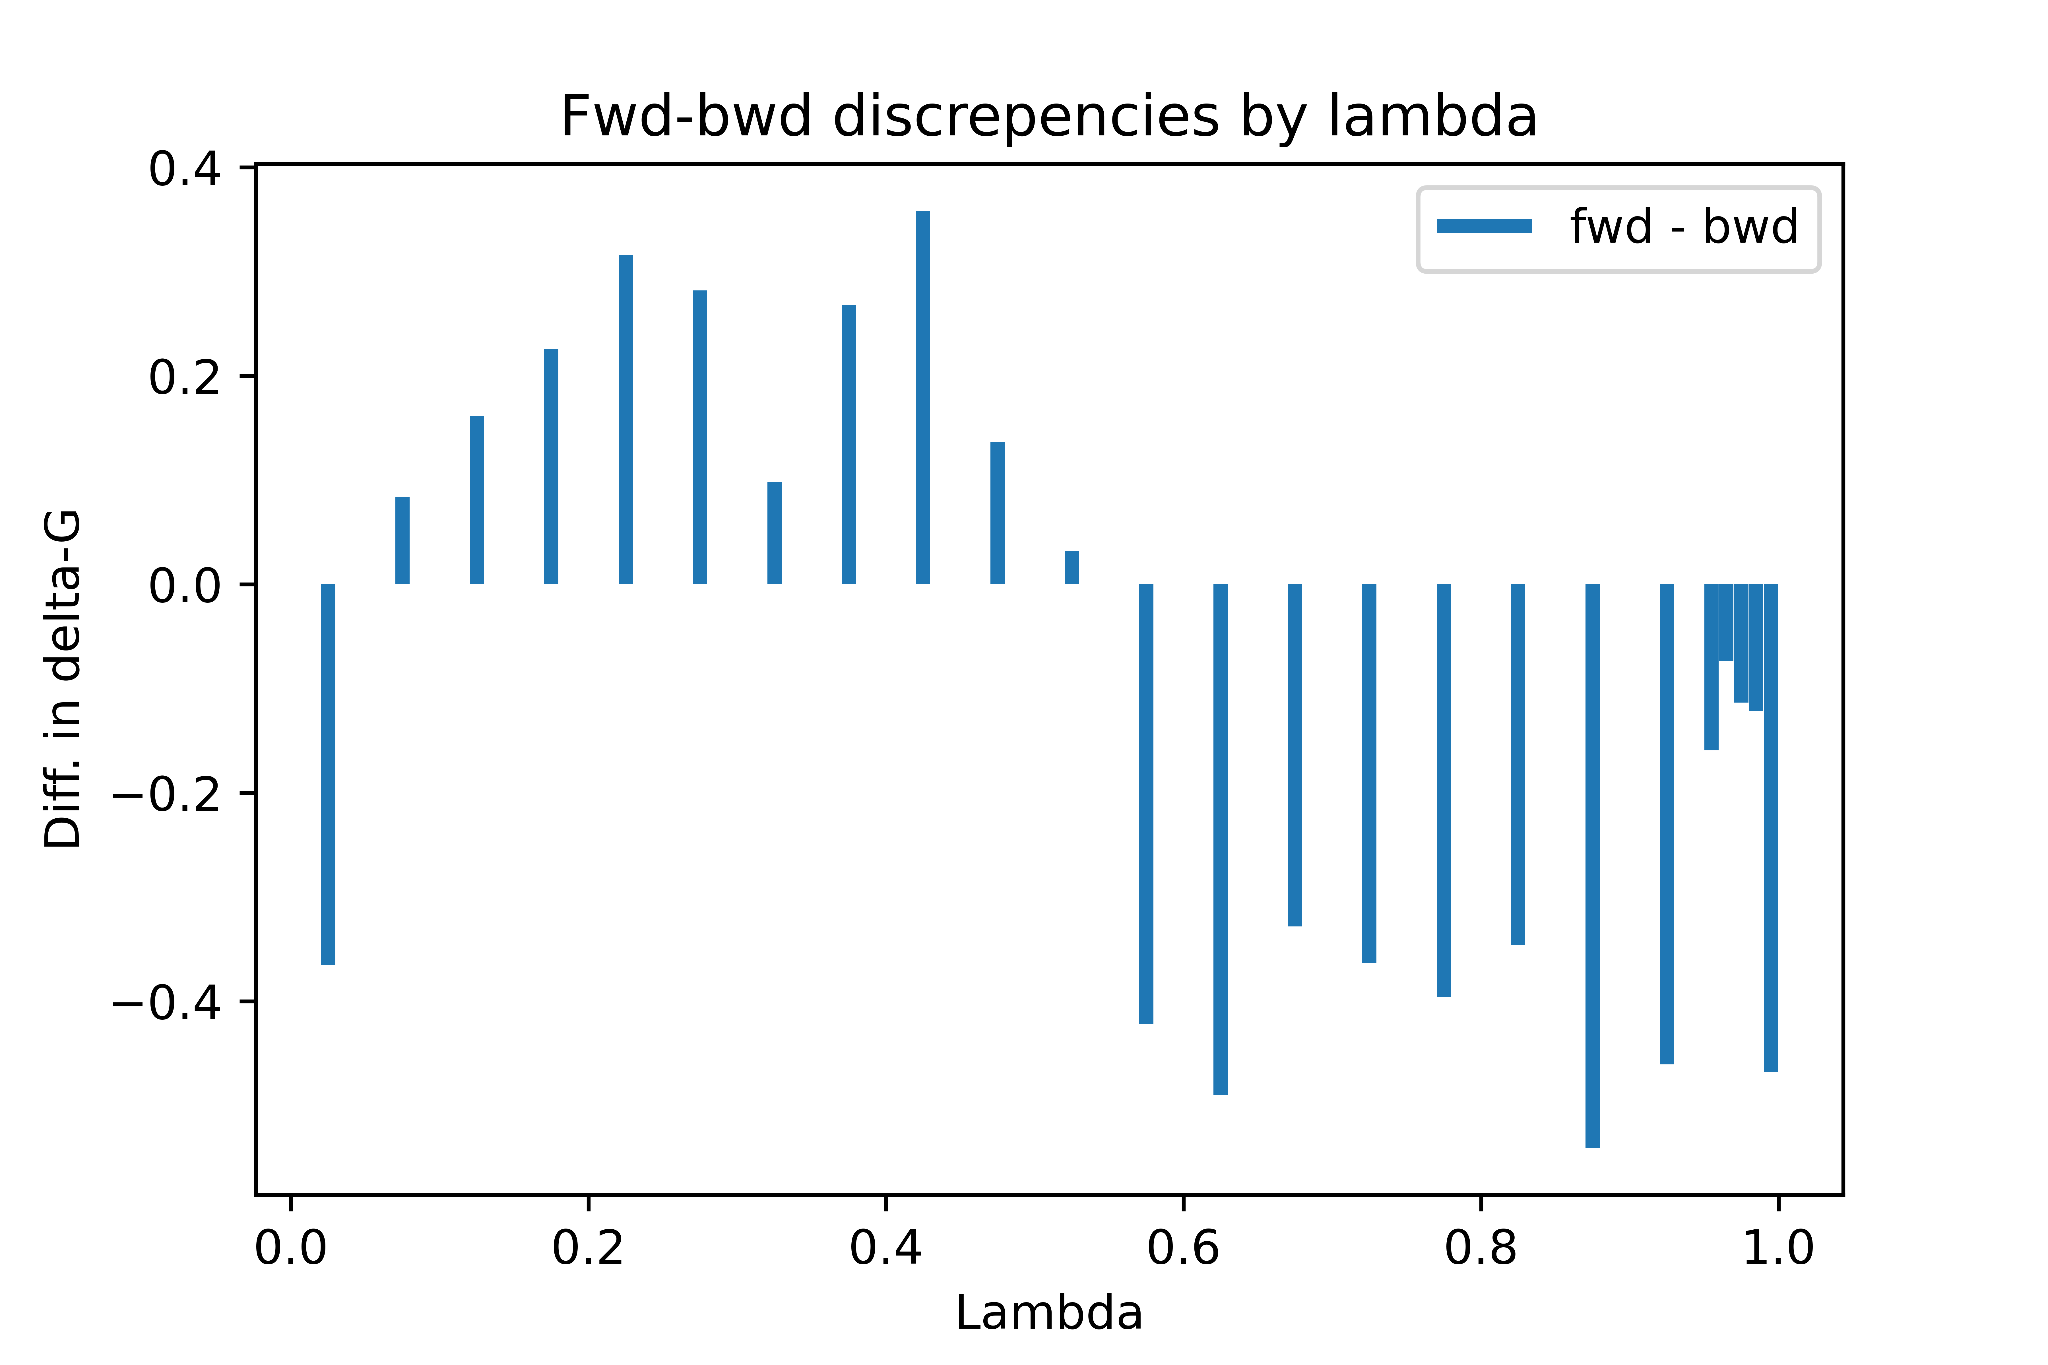 Fwd-bwd discrepencies by lambda
fwd - bwd
Diff. in delta-G
0.4
0.2
0.0
−0.2
−0.4
0.0 0.2 0.4 0.6 0.8 1.0
Lambda